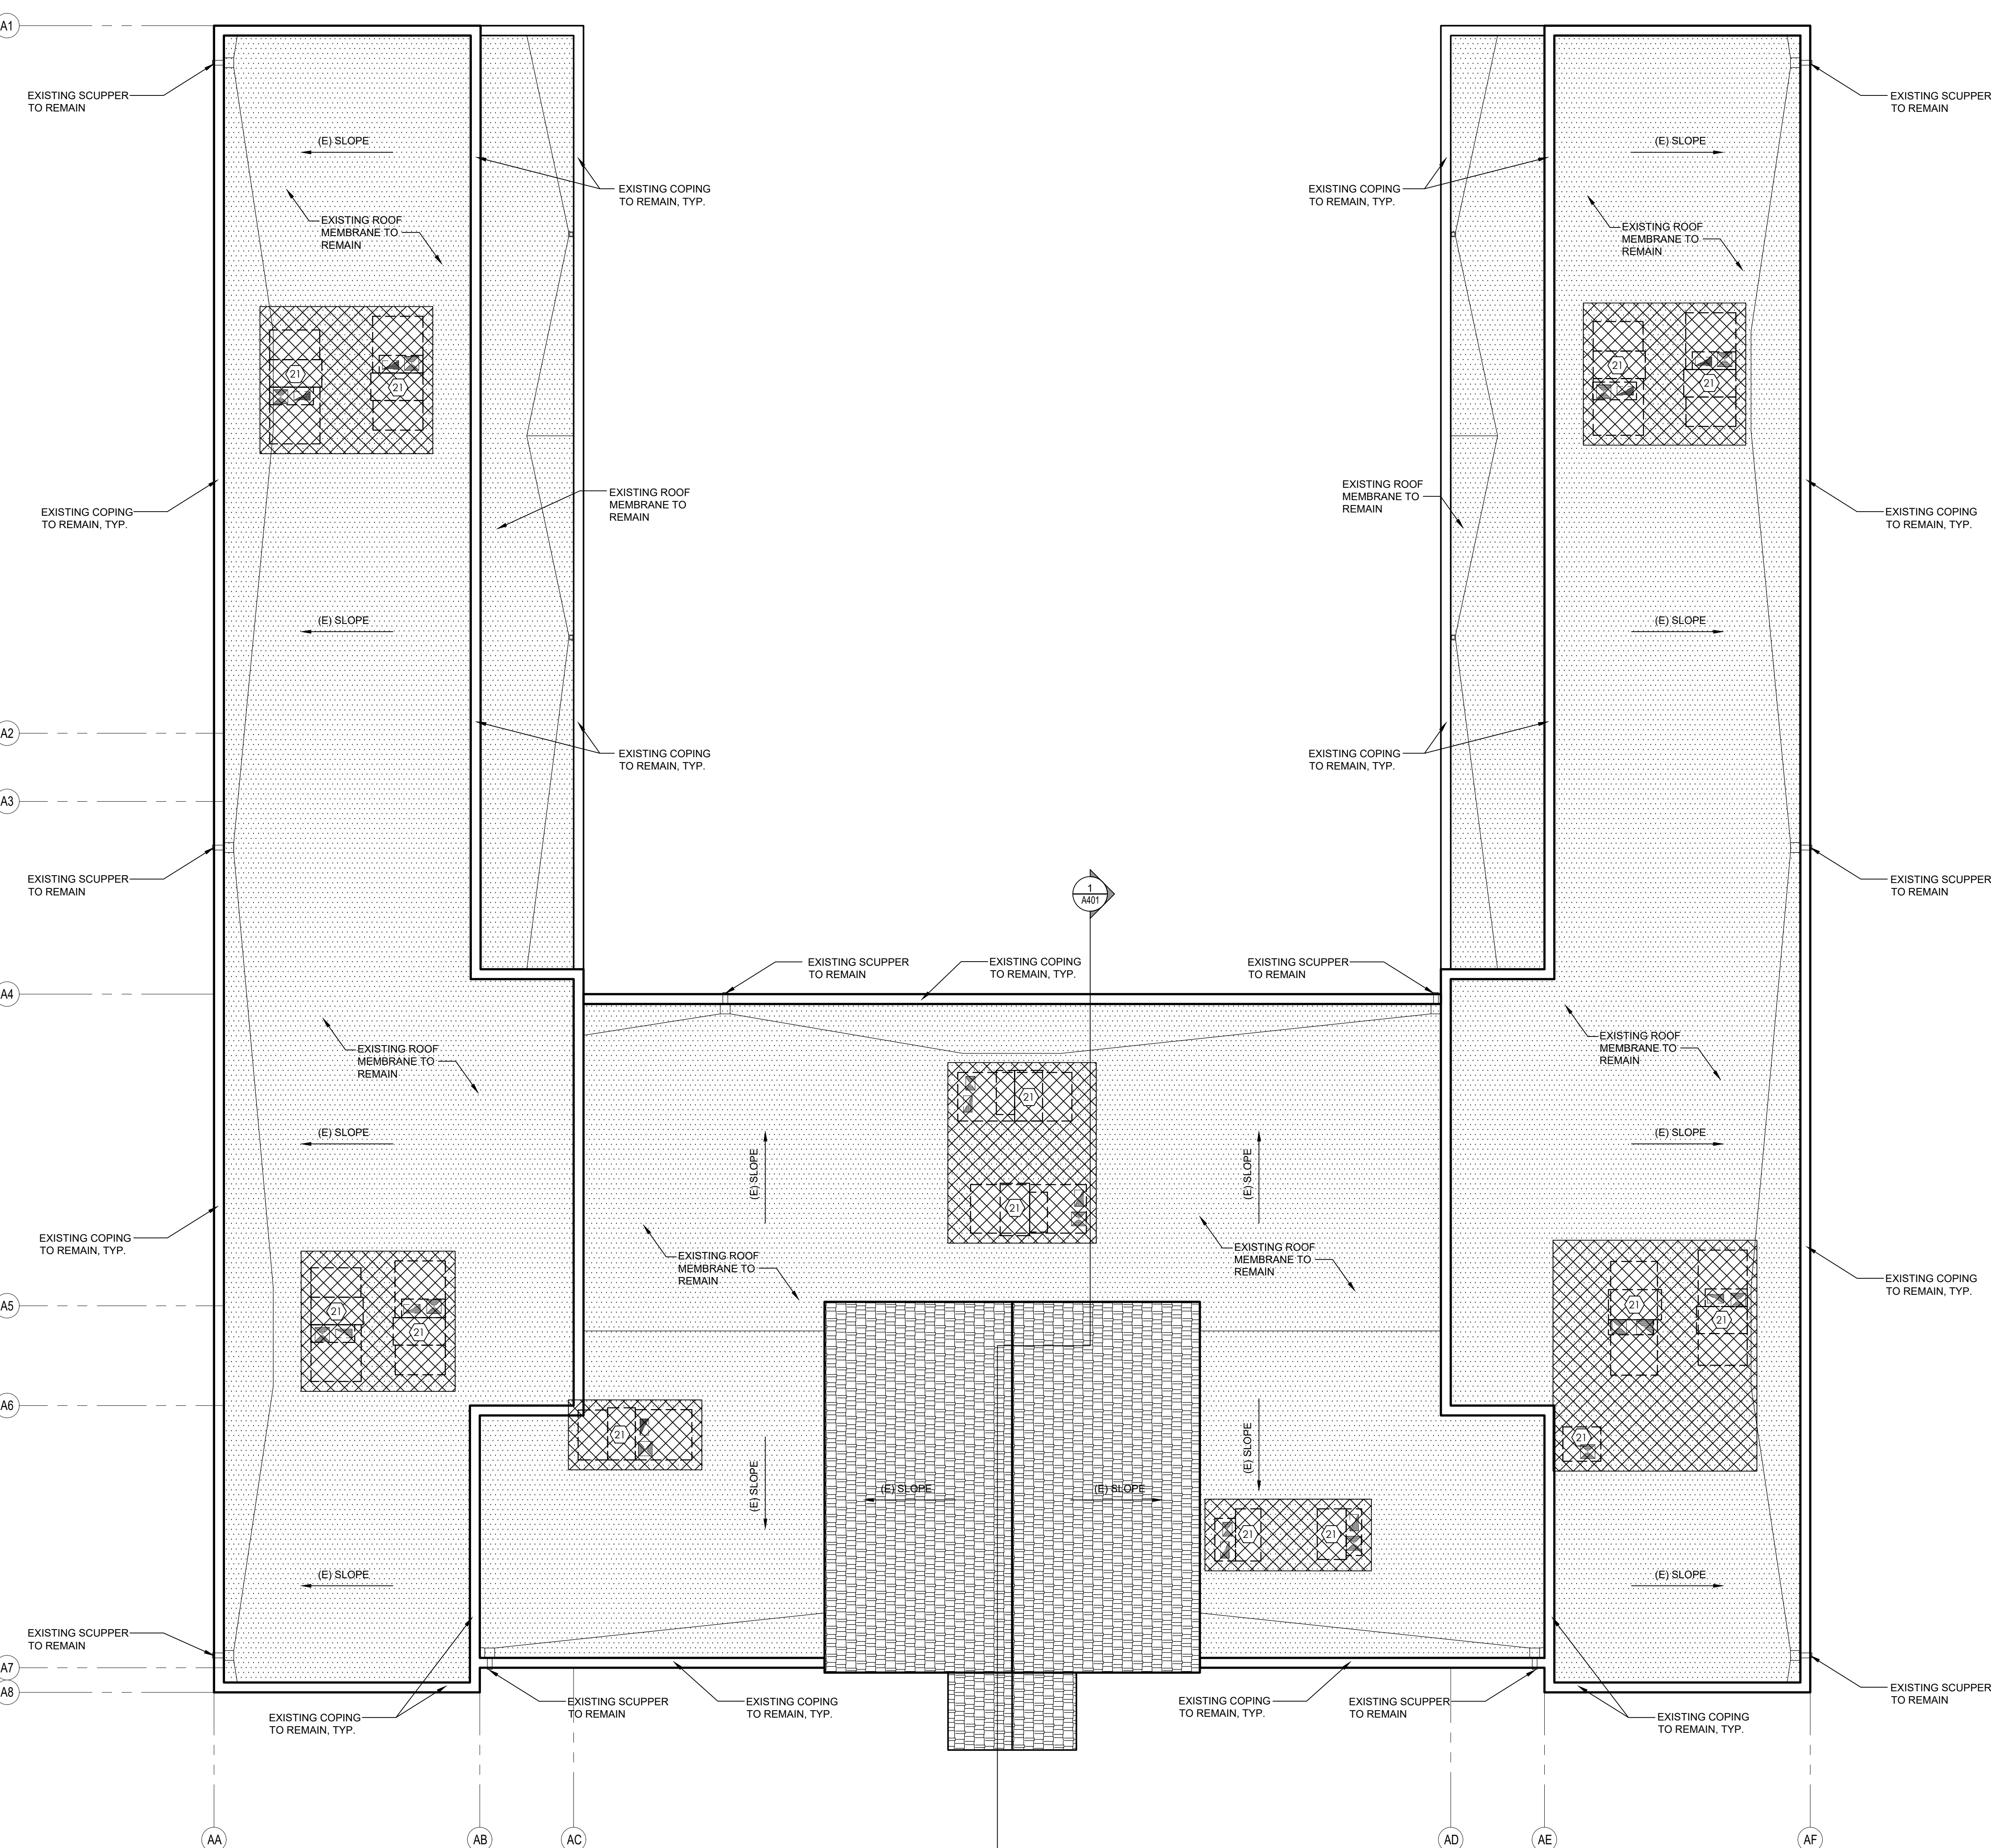 A1
EXISTING SCUPPER
TO REMAIN
EXISTING SCUPPER
TO REMAIN
(E) SLOPE
(E) SLOPE
EXISTING COPING
TO REMAIN, TYP.
EXISTING COPING
TO REMAIN, TYP.
EXISTING ROOF
MEMBRANE TO
REMAIN
EXISTING ROOF
MEMBRANE TO
REMAIN
21
21
21
21
EXISTING COPING
TO REMAIN, TYP.
EXISTING ROOF
MEMBRANE TO
REMAIN
EXISTING ROOF
MEMBRANE TO
REMAIN
EXISTING COPING
TO REMAIN, TYP.
(E) SLOPE
(E) SLOPE
A2
EXISTING COPING
TO REMAIN, TYP.
EXISTING COPING
TO REMAIN, TYP.
A3
EXISTING SCUPPER
TO REMAIN
1
A401
EXISTING SCUPPER
TO REMAIN
EXISTING SCUPPER
TO REMAIN
EXISTING COPING
TO REMAIN, TYP.
EXISTING SCUPPER
TO REMAIN
A4
EXISTING ROOF
MEMBRANE TO
REMAIN
EXISTING ROOF
MEMBRANE TO
REMAIN
21
(E) SLOPE
(E) SLOPE
(E) SLOPE
(E) SLOPE
21
EXISTING COPING
TO REMAIN, TYP.
EXISTING ROOF
MEMBRANE TO
REMAIN
EXISTING ROOF
MEMBRANE TO
REMAIN
EXISTING COPING
TO REMAIN, TYP.
A5
21
21
21
21
A6
21
21
(E) SLOPE
(E) SLOPE
(E) SLOPE
(E) SLOPE
21
21
(E) SLOPE
(E) SLOPE
EXISTING SCUPPER
TO REMAIN
A7
A8
EXISTING COPING
TO REMAIN, TYP.
EXISTING SCUPPER
TO REMAIN
EXISTING COPING
TO REMAIN, TYP.
EXISTING COPING
TO REMAIN, TYP.
EXISTING SCUPPER
TO REMAIN
EXISTING COPING
TO REMAIN, TYP.
EXISTING SCUPPER
TO REMAIN
AA
AB
AC
AD
AE
AF